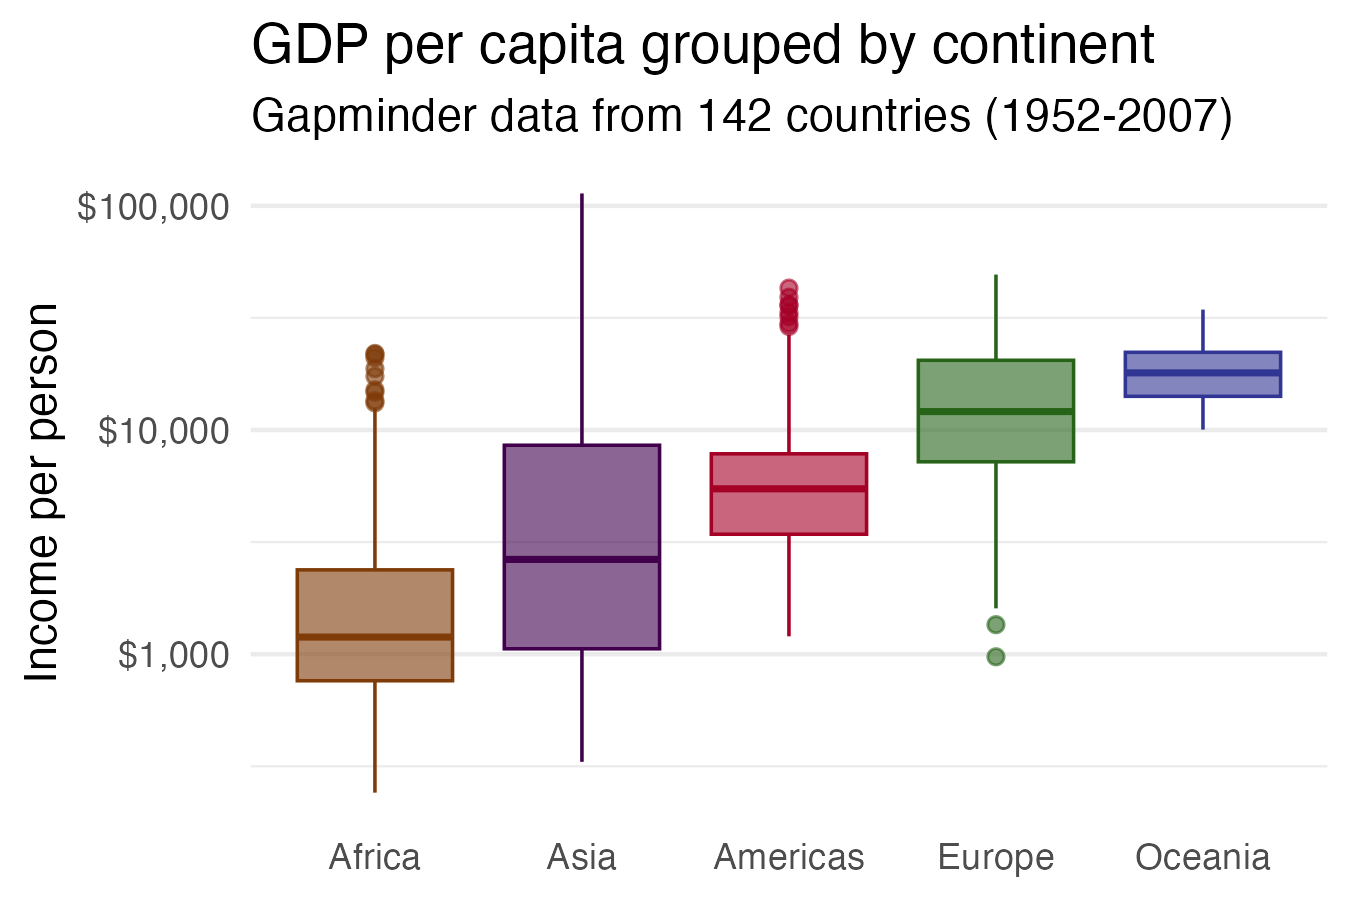 GDP per capita grouped by continent
Gapminder data from 142 countries (1952-2007)
$100,000
$10,000
$1,000
Income per person
Africa
Asia
Americas
Europe
Oceania